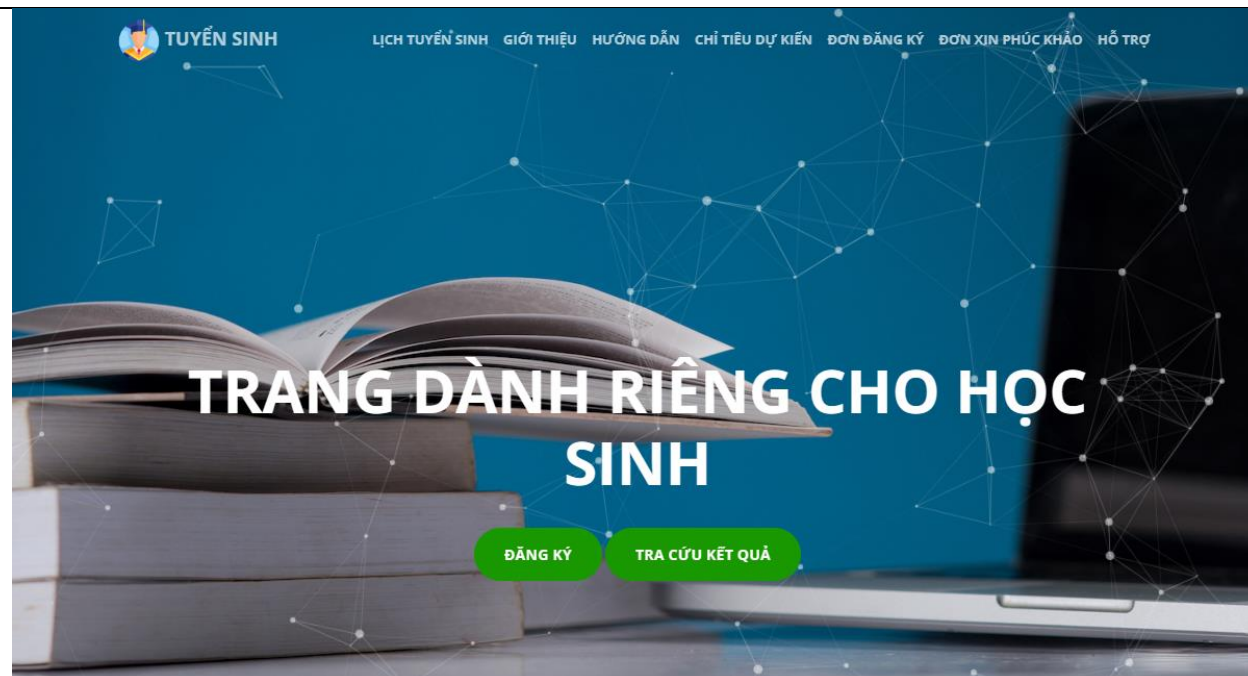 TUYỂN SINH
LỊCH TUYỂN SINH GIỚI THIỆU HƯỚNG DẪN CHỈ TIÊU DỰ KIẾN ĐƠN ĐĂNG KÝ ĐƠN XIN PHÚC KHẢO HỖ TRỢ
TRANG DÀNH RIÊNG CHO HỌC
SINH
ĐĂNG KÝ TRA CỨU KẾT QUẢ